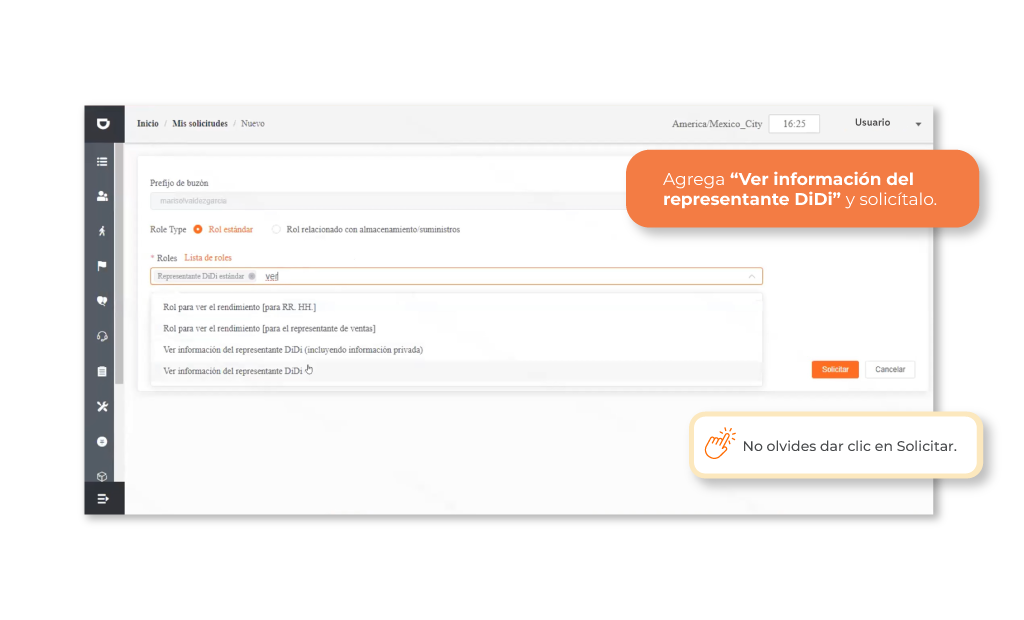 Inicio / Mis solicitudes / Nuevo
America/Mexico_City 16:25 Usuario
Agrega “Ver información del
representante DiDi” y solicítalo.
Prefijo de buzón
Role Type Rol estándar Rol relacionado con almacenamiento/suministros
* Roles Lista de roles
Representante DiDi estándar
Rol para ver el rendimiento [para RR. HH.]
Rol para ver el rendimiento [para el representante de ventas]
Ver información del representante DiDi (incluyendo información privada)
Ver información del representante DiDi
Solicitar Cancelar
No olvides dar clic en Solicitar.